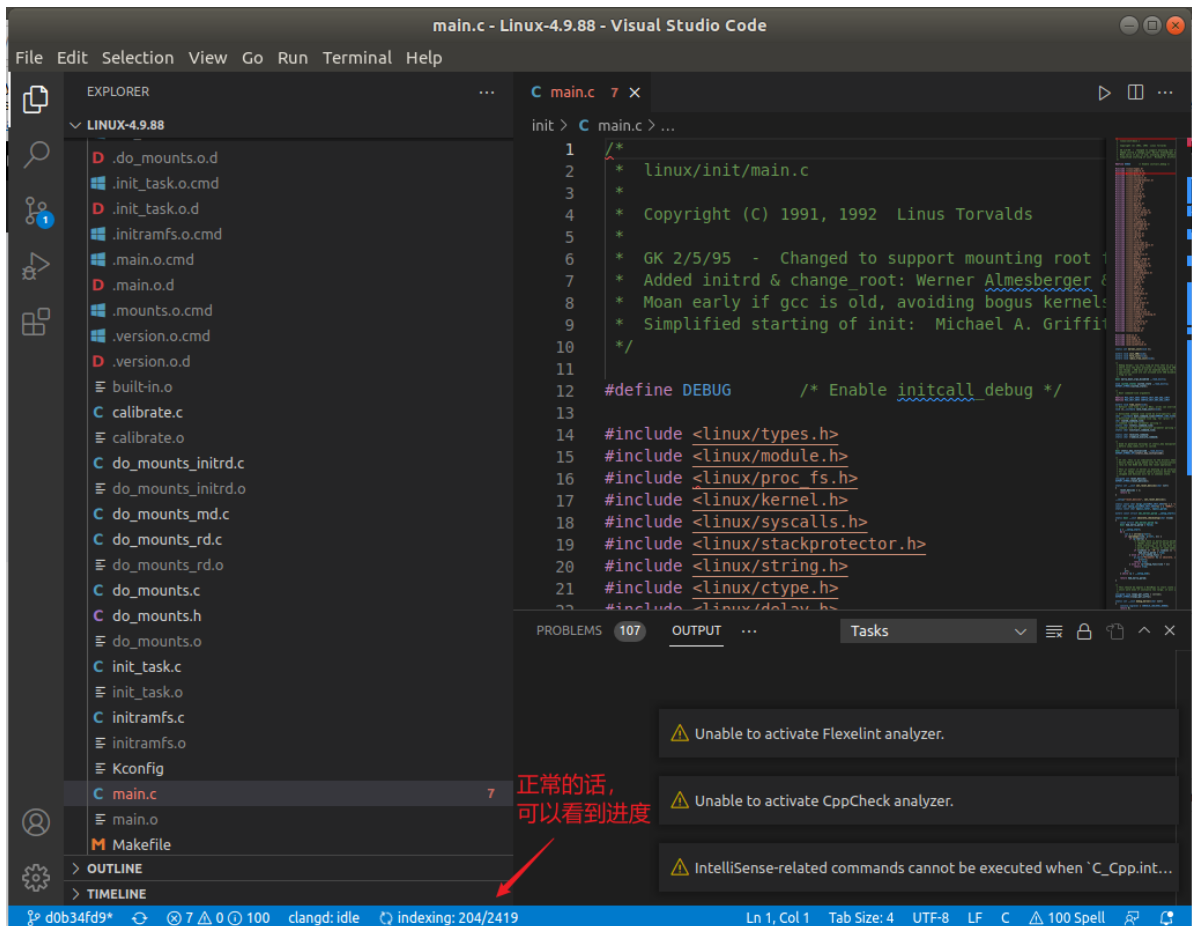 main.c - Linux-4.9.88 - Visual Studio Code
File Edit Selection View Go Run Terminal Help
EXPLORER
LINUX-4.9.88
.do_mounts.o.d
.init_task.o.cmd
.init_task.o.d
.initramfs.o.cmd
.main.o.cmd
.main.o.d
.mounts.o.cmd
.version.o.cmd
.version.o.d
built-in.o
calibrate.c
calibrate.o
do_mounts_initrd.c
do_mounts_initrd.o
do_mounts_md.c
do_mounts_rd.c
do_mounts_rd.o
do_mounts.c
do_mounts.h
do_mounts.o
init_task.c
init_task.o
initramfs.c
initramfs.o
Kconfig
main.c 7
main.o
Makefile
OUTLINE
TIMELINE
main.c 7
init > C main.c > ...
1 /*
2 * linux/init/main.c
3 *
4 * Copyright (C) 1991, 1992 Linus Torvalds
5 *
6 * GK 2/5/95 - Changed to support mounting root
7 * Added initrd & change_root: Werner Almesberger &
8 * Moan early if gcc is old, avoiding bogus kernels
9 * Simplified starting of init: Michael A. Griffit
10 */
11
12 #define DEBUG /* Enable initcall_debug */
13
14 #include <linux/types.h>
15 #include <linux/module.h>
16 #include <linux/proc_fs.h>
17 #include <linux/kernel.h>
18 #include <linux/syscalls.h>
19 #include <linux/stackprotector.h>
20 #include <linux/string.h>
21 #include <linux/ctype.h>
22 #include <linux/delay.h>
PROBLEMS 107 OUTPUT ... Tasks
Unable to activate Flexelint analyzer.
Unable to activate CppCheck analyzer.
IntelliSense-related commands cannot be executed when `C_Cpp.int...
正常的话，
可以看到进度
d0b34fd9* 7 0 100 clangd: idle indexing: 204/2419 Ln 1, Col 1 Tab Size: 4 UTF-8 LF C 100 Spell